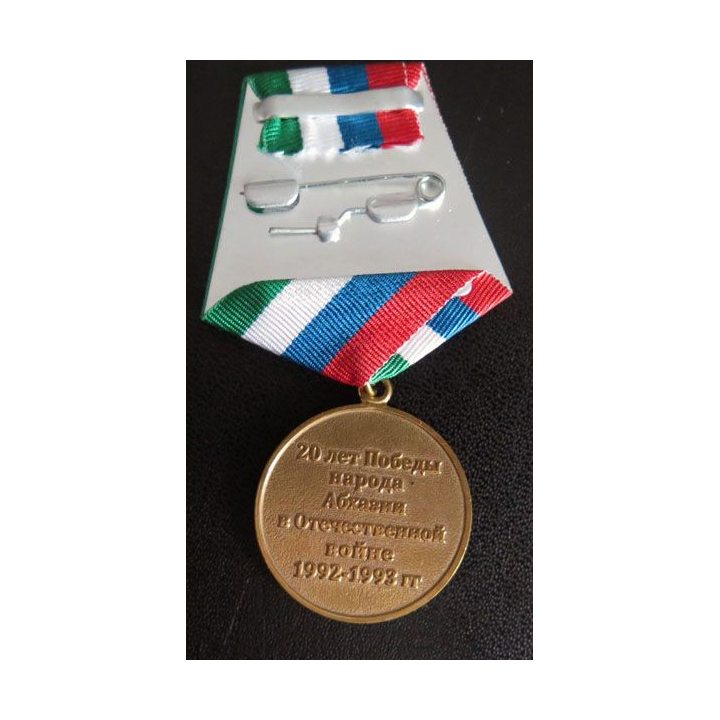 20 лет Победы
народа
Абхазии
в Отечественной
войне
1992-1993 гг